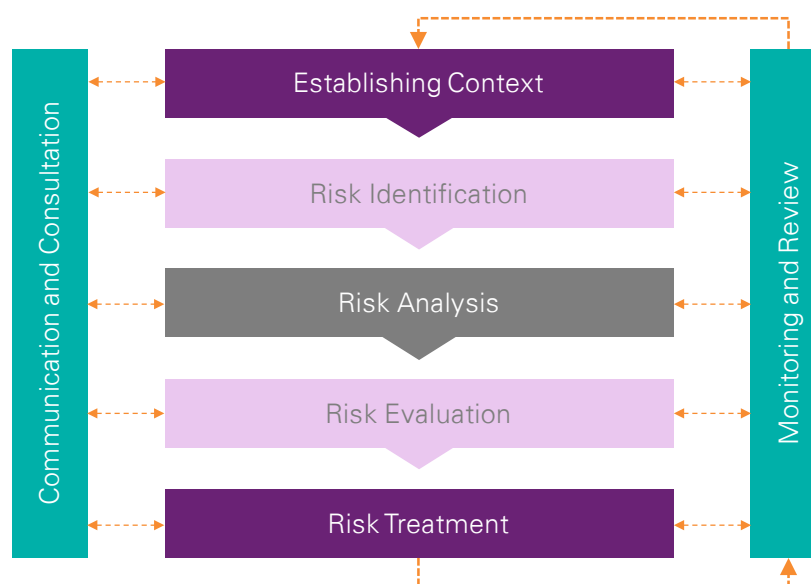 Communication and Consultation
Establishing Context
Risk Identification
Risk Analysis
Risk Evaluation
Risk Treatment
Monitoring and Review